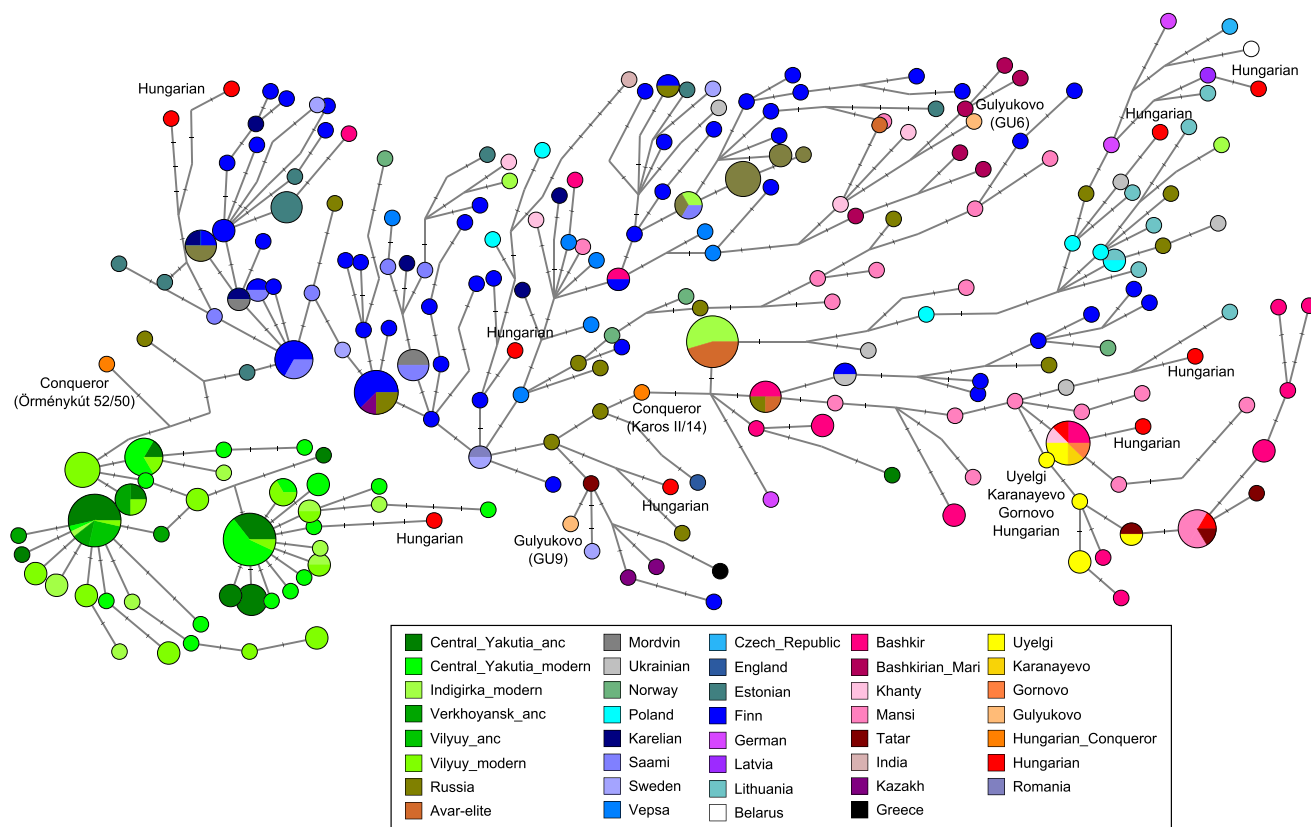 Hungarian
Hungarian
Hungarian
Gulyukovo
(GU6)
Hungarian
Conqueror
(Örménykút 52/50)
Hungarian
Conqueror
(Karos II/14)
Hungarian
Uyelgi
Karanayevo
Gornovo
Hungarian
Hungarian
Hungarian
Gulyukovo
(GU9)
Hungarian
Central_Yakutia_anc
Central_Yakutia_modern
Indigirka_modern
Verkhoyansk_anc
Vilyuy_anc
Vilyuy_modern
Russia
Avar-elite
Mordvin
Ukrainian
Norway
Poland
Karelian
Saami
Sweden
Vepsa
Czech_Republic
England
Estonian
Finn
German
Latvia
Lithuania
Belarus
Bashkir
Bashkirian_Mari
Khanty
Mansi
Tatar
India
Kazakh
Greece
Uyelgi
Karanayevo
Gornovo
Gulyukovo
Hungarian_Conqueror
Hungarian
Romania